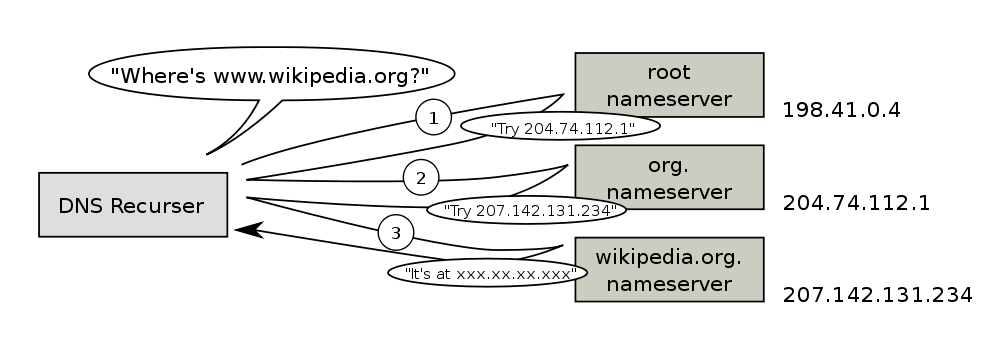 "Where's www.wikipedia.org?"
root
nameserver
198.41.0.4
1
"Try 204.74.112.1"
org.
nameserver
204.74.112.1
2
"Try 207.142.131.234"
DNS Recurser
3
wikipedia.org.
nameserver
207.142.131.234
"It's at xxx.xx.xx.xxx"